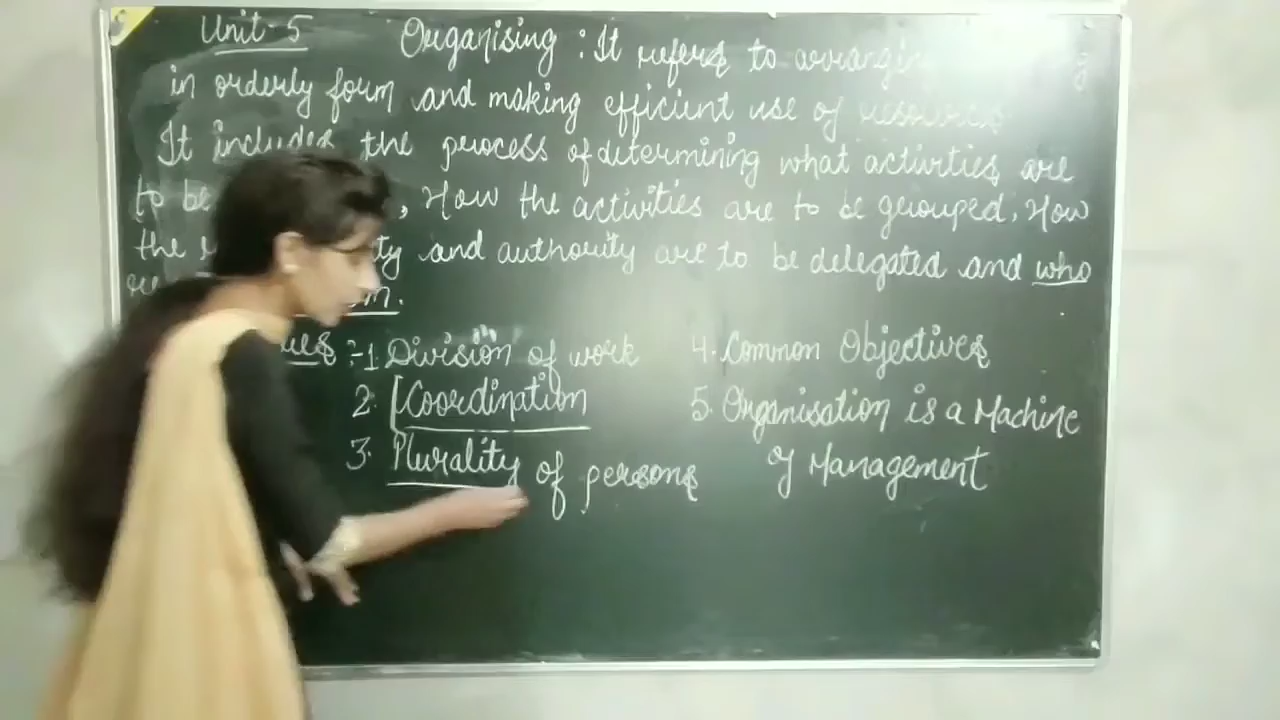 Unit-5 Organising : It refers to
in orderly form and making efficient use of resources
It includes the process of determining what activities are
to be , How the activities are to be grouped, How
the and authority are to be delegated and who
:-1. Division of work
2. Coordination
3. Plurality of persons
4. Common Objectives
5. Organisation is a Machine
of Management